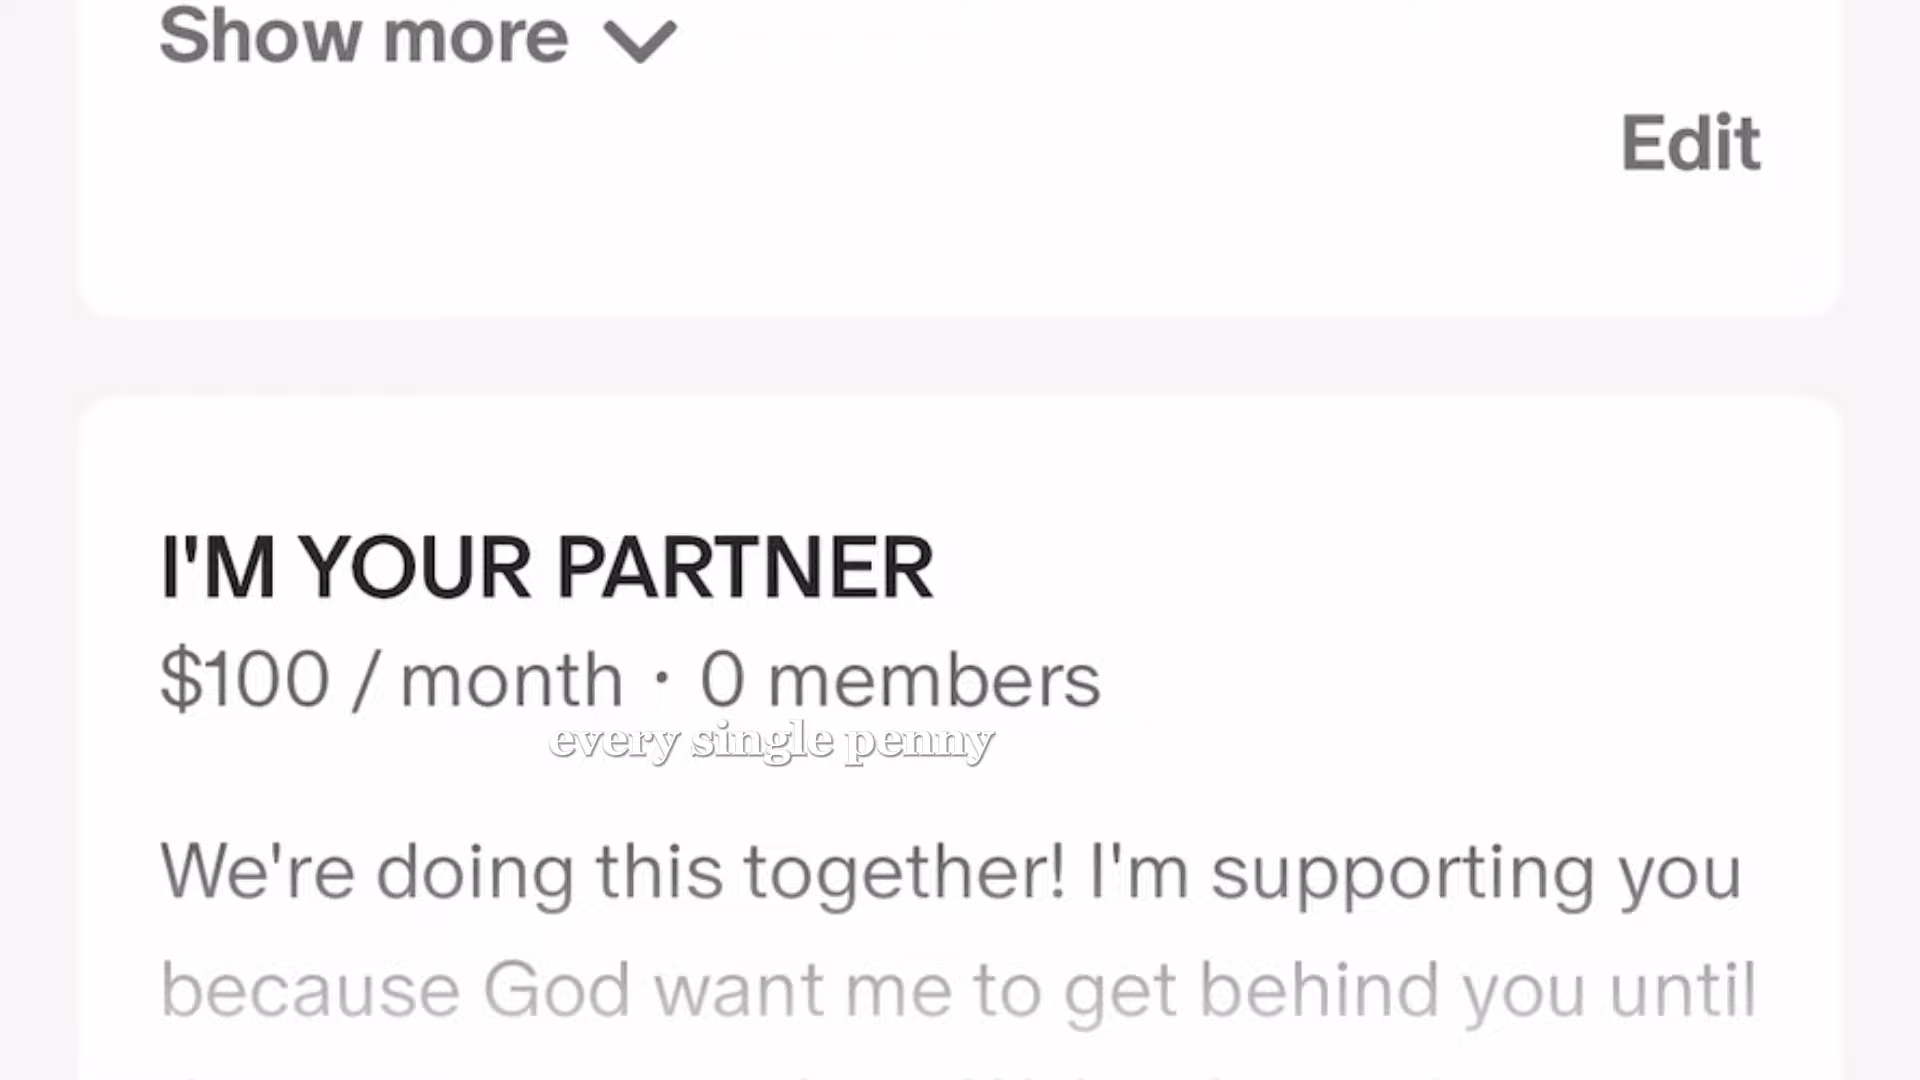 Show more
Edit
I'M YOUR PARTNER
$100 / month · 0 members
every single penny
We're doing this together! I'm supporting you
because God want me to get behind you until